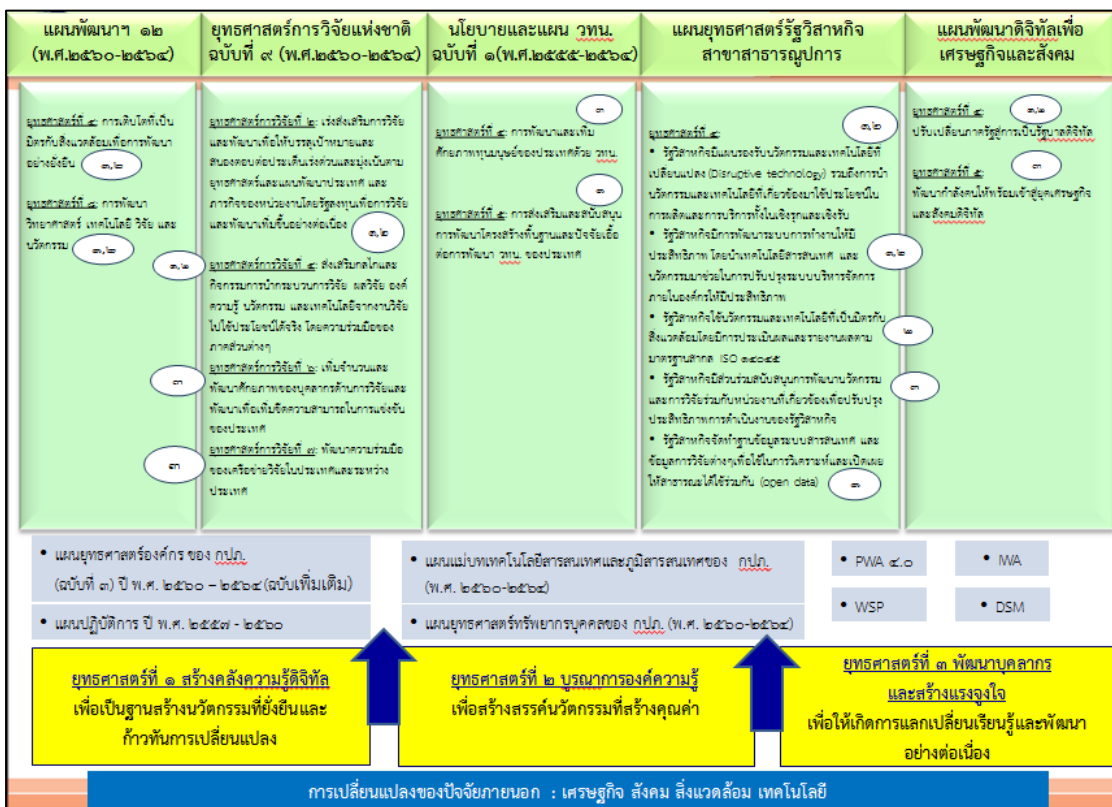 แผนพัฒนาฯ ๑๒
(พ.ศ.๒๕๖๐-๒๕๖๔)
ยุทธศาสตร์การวิจัยแห่งชาติ
ฉบับที่ ๙ (พ.ศ.๒๕๖๐-๒๕๖๔)
นโยบายและแผน วทน.
ฉบับที่ ๑(พ.ศ.๒๕๕๕-๒๕๖๔)
แผนยุทธศาสตร์รัฐวิสาหกิจ
สาขาสาธารณูปการ
แผนพัฒนาดิจิทัลเพื่อ
เศรษฐกิจและสังคม
ยุทธศาสตร์ที่ ๔: การเติบโตที่เป็น
มิตรกับสิ่งแวดล้อมเพื่อการพัฒนา
อย่างยั่งยืน
๑,๒
ยุทธศาสตร์ที่ ๘: การพัฒนา
วิทยาศาสตร์ เทคโนโลยี วิจัย และ
นวัตกรรม
๑,๒
ยุทธศาสตร์การวิจัยที่ ๒: เร่งส่งเสริมการวิจัย
และพัฒนาเพื่อให้บรรลุเป้าหมายและ
สนองตอบต่อประเด็นเร่งด่วนและมุ่งเน้นตาม
ยุทธศาสตร์และแผนพัฒนาประเทศ และ
ภารกิจของหน่วยงานโดยรัฐลงทุนเพื่อการวิจัย
และพัฒนาเพิ่มขึ้นอย่างต่อเนื่อง
๑,๒
๑,๒
ยุทธศาสตร์การวิจัยที่ ๔: ส่งเสริมกลไกและ
กิจกรรมการนำกระบวนการวิจัย ผลวิจัย องค์
ความรู้ นวัตกรรม และเทคโนโลยีจากงานวิจัย
ไปใช้ประโยชน์ได้จริง โดยความร่วมมือของ
ภาคส่วนต่างๆ
ยุทธศาสตร์การวิจัยที่ ๖: เพิ่มจำนวนและ
๓
พัฒนาศักยภาพของบุคลากรด้านการวิจัยและ
พัฒนาเพื่อเพิ่มขีดความสามารถในการแข่งขัน
ของประเทศ
ยุทธศาสตร์การวิจัยที่ ๗: พัฒนาความร่วมมือ
๓
ของเครือข่ายวิจัยในประเทศและระหว่าง
ประเทศ
๓
ยุทธศาสตร์ที่ ๔: การพัฒนาและเพิ่ม
ศักยภาพทุนมนุษย์ของประเทศด้วย วทน.
๑
ยุทธศาสตร์ที่ ๕: การส่งเสริมและสนับสนุน
การพัฒนาโครงสร้างพื้นฐานและปัจจัยเอื้อ
ต่อการพัฒนา วทน. ของประเทศ
ยุทธศาสตร์ที่ ๔:
๑,๒
• รัฐวิสาหกิจมีแผนรองรับนวัตกรรมและเทคโนโลยีที่
เปลี่ยนแปลง (Disruptive technology) รวมถึงการนำ
นวัตกรรมและเทคโนโลยีที่เกี่ยวข้องมาใช้ประโยชน์ใน
การผลิตและการบริการทั้งในเชิงรุกและเชิงรับ
• รัฐวิสาหกิจมีการพัฒนาระบบการทำงานให้มี
ประสิทธิภาพ โดยนำเทคโนโลยีสารสนเทศ และ
๑,๒
นวัตกรรมมาช่วยในการปรับปรุงระบบบริหารจัดการ
ภายในองค์กรให้มีประสิทธิภาพ
• รัฐวิสาหกิจใช้นวัตกรรมและเทคโนโลยีที่เป็นมิตรกับ
สิ่งแวดล้อมโดยมีการประเมินผลและรายงานผลตาม
๒
มาตรฐานสากล ISO ๑๔๐๔๕
• รัฐวิสาหกิจมีส่วนร่วมสนับสนุนการพัฒนานวัตกรรม
๓
และการวิจัยร่วมกับหน่วยงานที่เกี่ยวข้องเพื่อปรับปรุง
ประสิทธิภาพการดำเนินงานของรัฐวิสาหกิจ
• รัฐวิสาหกิจจัดทำฐานข้อมูลระบบสารสนเทศ และ
ข้อมูลการวิจัยต่างๆเพื่อใช้ในการวิเคราะห์และเปิดเผย
ให้สาธารณะได้ใช้ร่วมกัน (open data)
๑
ยุทธศาสตร์ที่ ๔:
๑,๒
ปรับเปลี่ยนภาครัฐสู่การเป็นรัฐบาลดิจิทัล
๓
ยุทธศาสตร์ที่ ๕:
พัฒนากำลังคนให้พร้อมเข้าสู่ยุคเศรษฐกิจ
และสังคมดิจิทัล
• แผนยุทธศาสตร์องค์กร ของ กปภ.
(ฉบับที่ ๓) ปี พ.ศ. ๒๕๖๐ – ๒๕๖๔ (ฉบับเพิ่มเติม)
• แผนปฏิบัติการ ปี พ.ศ. ๒๕๕๗ - ๒๕๖๐
• แผนแม่บทเทคโนโลยีสารสนเทศและภูมิสารสนเทศของ กปภ.
(พ.ศ. ๒๕๖๐-๒๕๖๔)
• แผนยุทธศาสตร์ทรัพยากรบุคคลของ กปภ. (พ.ศ. ๒๕๖๐-๒๕๖๔)
• PWA ๔.๐
• IWA
• WSP
• DSM
ยุทธศาสตร์ที่ ๑ สร้างคลังความรู้ดิจิทัล
เพื่อเป็นฐานสร้างนวัตกรรมที่ยั่งยืนและ
ก้าวทันการเปลี่ยนแปลง
ยุทธศาสตร์ที่ ๒ บูรณาการองค์ความรู้
เพื่อสร้างสรรค์นวัตกรรมที่สร้างคุณค่า
ยุทธศาสตร์ที่ ๓ พัฒนาบุคลากร
และสร้างแรงจูงใจ
เพื่อให้เกิดการแลกเปลี่ยนเรียนรู้และพัฒนา
อย่างต่อเนื่อง
การเปลี่ยนแปลงของปัจจัยภายนอก : เศรษฐกิจ สังคม สิ่งแวดล้อม เทคโนโลยี